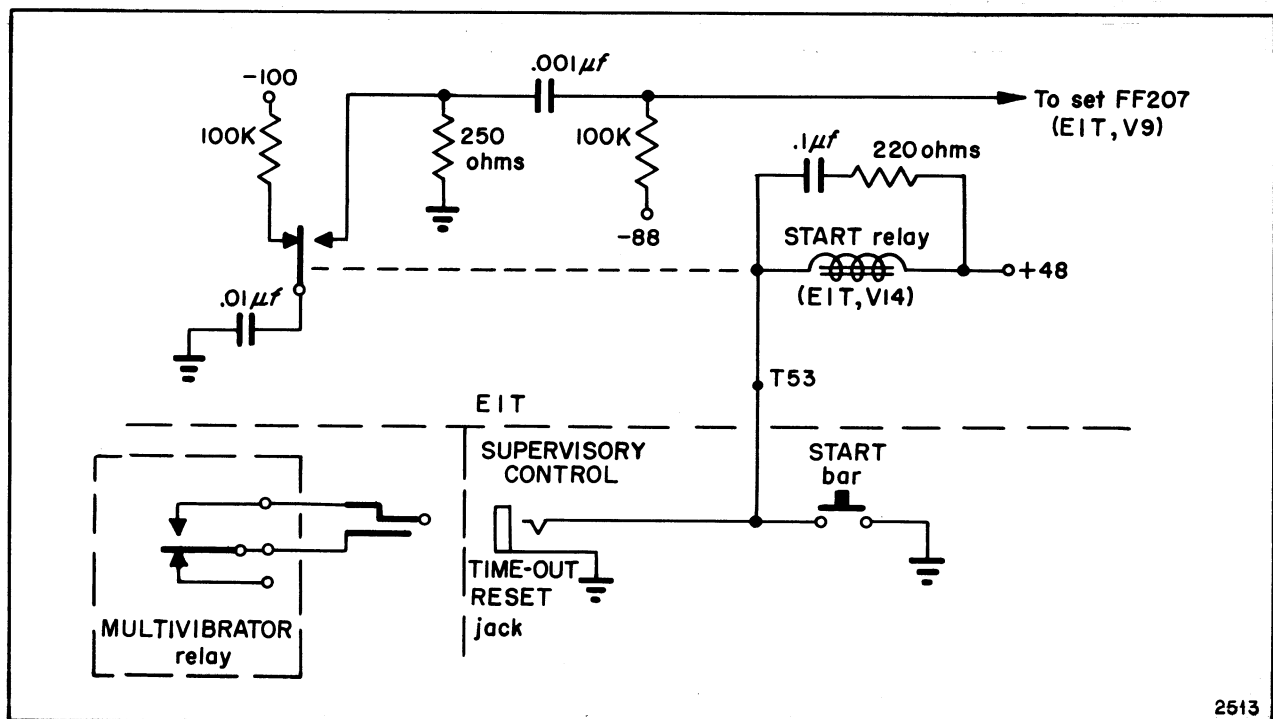 .001µf
-100
100K
250
ohms
100K
To set FF207
(EIT, V9)
.1µf
220 ohms
-88
START relay
+48
(EIT, V14)
.01µf
T53
EIT
SUPERVISORY
CONTROL
START
bar
TIME-OUT
RESET
jack
MULTIVIBRATOR
relay
2513